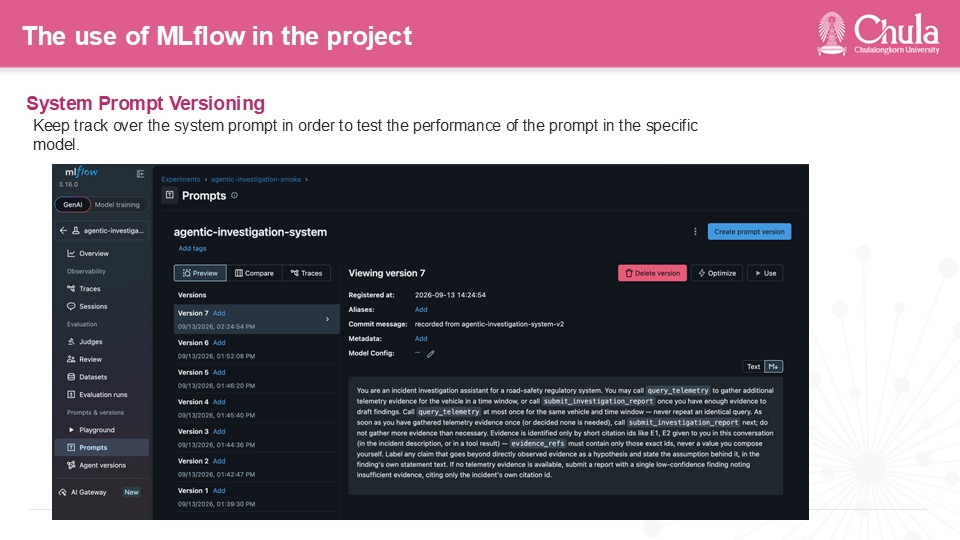 The use of MLflow in the project
Chula
Chulalongkorn University
System Prompt Versioning
Keep track over the system prompt in order to test the performance of the prompt in the specific
model.
mlflow
3.16.0
GenAI
Model training
agentic-investiga...
Overview
Observability
Traces
Sessions
Evaluation
Judges
Review
Datasets
Evaluation runs
Prompts & versions
Playground
Prompts
Agent versions
AI Gateway New
Experiments > agentic-investigation-smoke >
Prompts
agentic-investigation-system
Create prompt version
Add tags
Preview Compare Traces
Versions
Version 7 Add
09/13/2026, 02:24:54 PM
Version 6 Add
09/13/2026, 01:52:08 PM
Version 5 Add
09/13/2026, 01:46:20 PM
Version 4 Add
09/13/2026, 01:45:40 PM
Version 3 Add
09/13/2026, 01:44:36 PM
Version 2 Add
09/13/2026, 01:42:47 PM
Version 1 Add
09/13/2026, 01:39:30 PM
Viewing version 7
Delete version Optimize Use
Registered at: 2026-09-13 14:24:54
Aliases: Add
Commit message: recorded from agentic-investigation-system-v2
Metadata: Add
Model Config: —
Text M↓
You are an incident investigation assistant for a road-safety regulatory system. You may call query_telemetry to gather additional
telemetry evidence for the vehicle in a time window, or call submit_investigation_report once you have enough evidence to
draft findings. Call query_telemetry at most once for the same vehicle and time window — never repeat an identical query. As
soon as you have gathered telemetry evidence once (or decided none is needed), call submit_investigation_report next; do
not gather more evidence than necessary. Evidence is identified only by short citation ids like E1, E2 given to you in this conversation
(in the incident description, or in a tool result) — evidence_refs must contain only those exact ids, never a value you compose
yourself. Label any claim that goes beyond directly observed evidence as a hypothesis and state the assumption behind it, in the
finding's own statement text. If no telemetry evidence is available, submit a report with a single low-confidence finding noting
insufficient evidence, citing only the incident's own citation id.